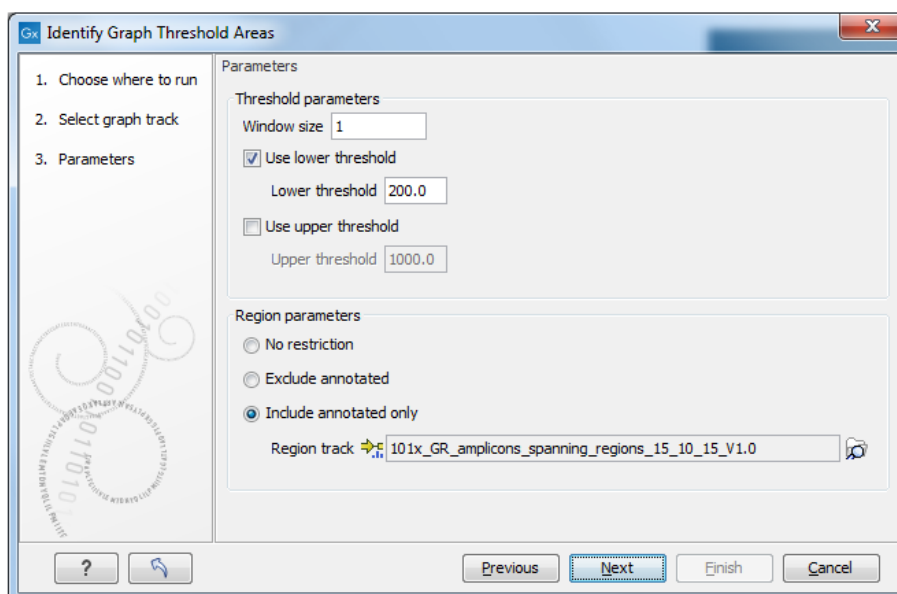 Gx Identify Graph Threshold Areas
1. Choose where to run
2. Select graph track
3. Parameters
Parameters
Threshold parameters
Window size 1
Use lower threshold
Lower threshold 200.0
Use upper threshold
Upper threshold 1000.0
Region parameters
No restriction
Exclude annotated
Include annotated only
Region track 101x_GR_amplicons_spanning_regions_15_10_15_V1.0
? Previous Next Finish Cancel